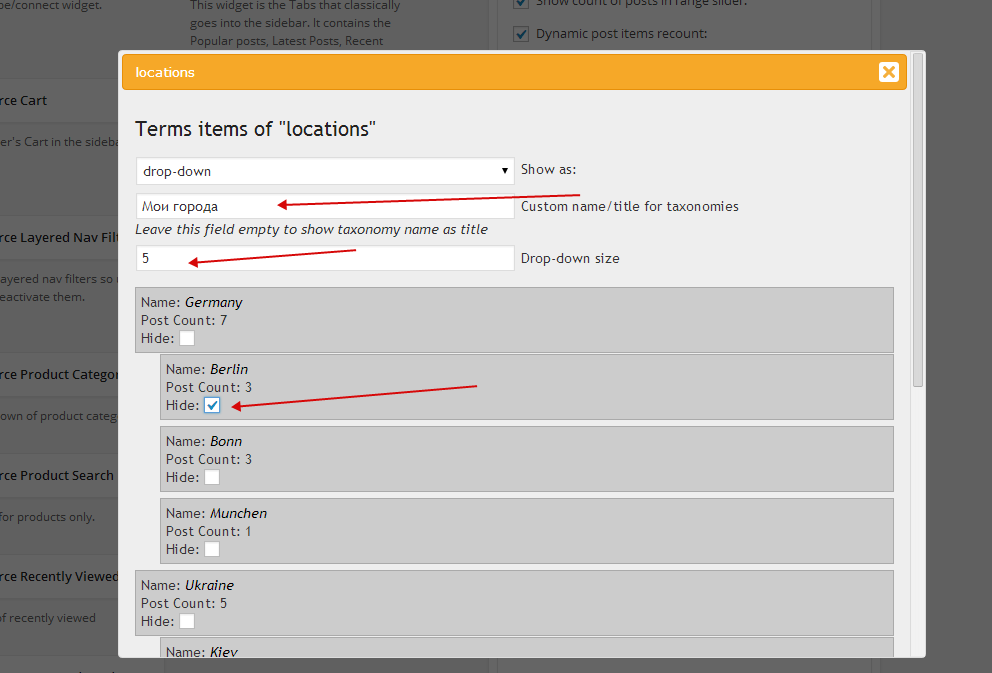 pe/connect widget.
This widget is the Tabs that classically
goes into the sidebar. It contains the
Popular posts, Latest Posts, Recent
Show count of posts in range slider.
Dynamic post items recount:
locations
rce Cart
er's Cart in the sideba
rce Layered Nav Filt
ayered nav filters so
eactivate them.
rce Product Categor
own of product categ
rce Product Search
for products only.
rce Recently Viewed
of recently viewed
Terms items of "locations"
drop-down
Show as:
Мои города
Custom name/title for taxonomies
Leave this field empty to show taxonomy name as title
5
Drop-down size
Name: Germany
Post Count: 7
Hide:
Name: Berlin
Post Count: 3
Hide:
Name: Bonn
Post Count: 3
Hide:
Name: Munchen
Post Count: 1
Hide:
Name: Ukraine
Post Count: 5
Hide:
Name: Kiev